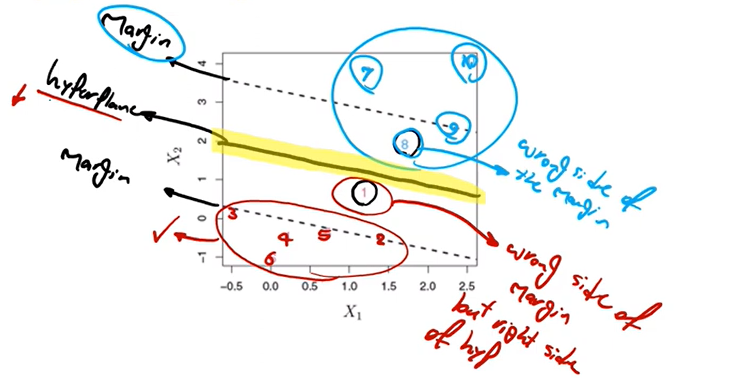 Margin
hyperplane
Margin
4
3
2
1
0
-1
X2
-0.5 0.0 0.5 1.0 1.5 2.0 2.5
X1
7
10
9
8
1
3
4
5
2
6
wrong side of
the margin
wrong side of
margin
but right side
of hyp